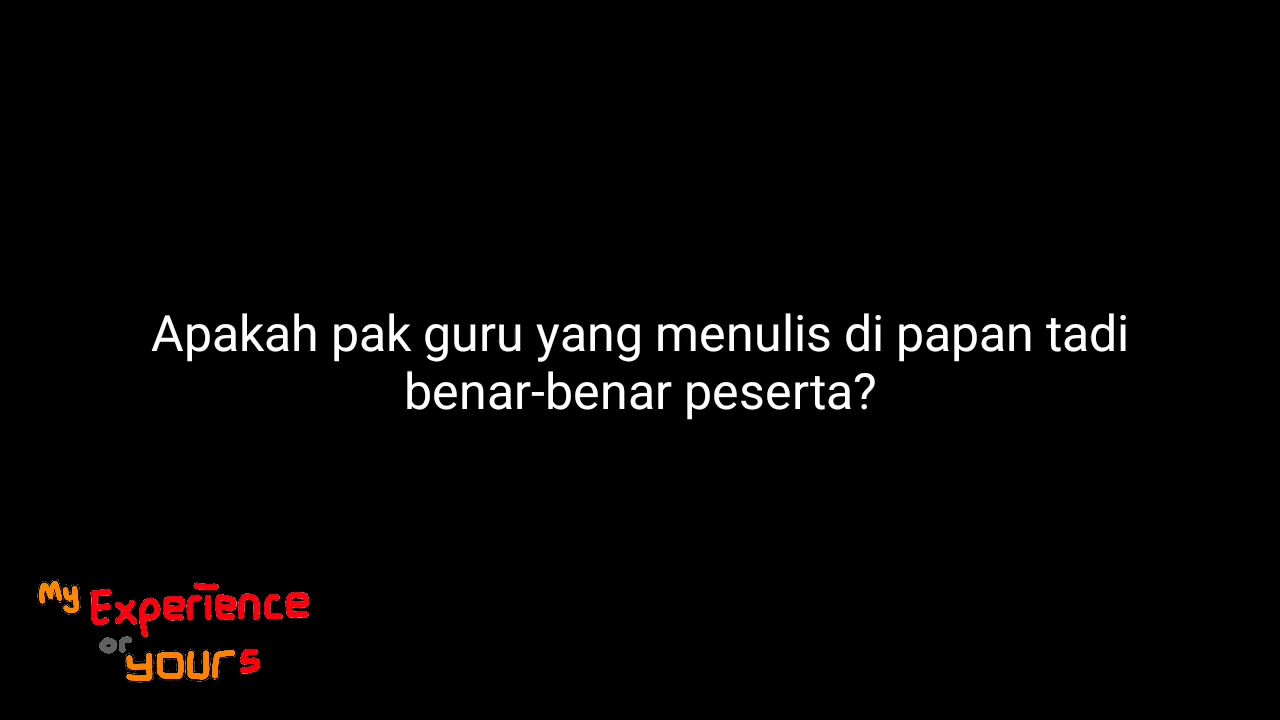 Apakah pak guru yang menulis di papan tadi
benar-benar peserta?
My Experience
or yours